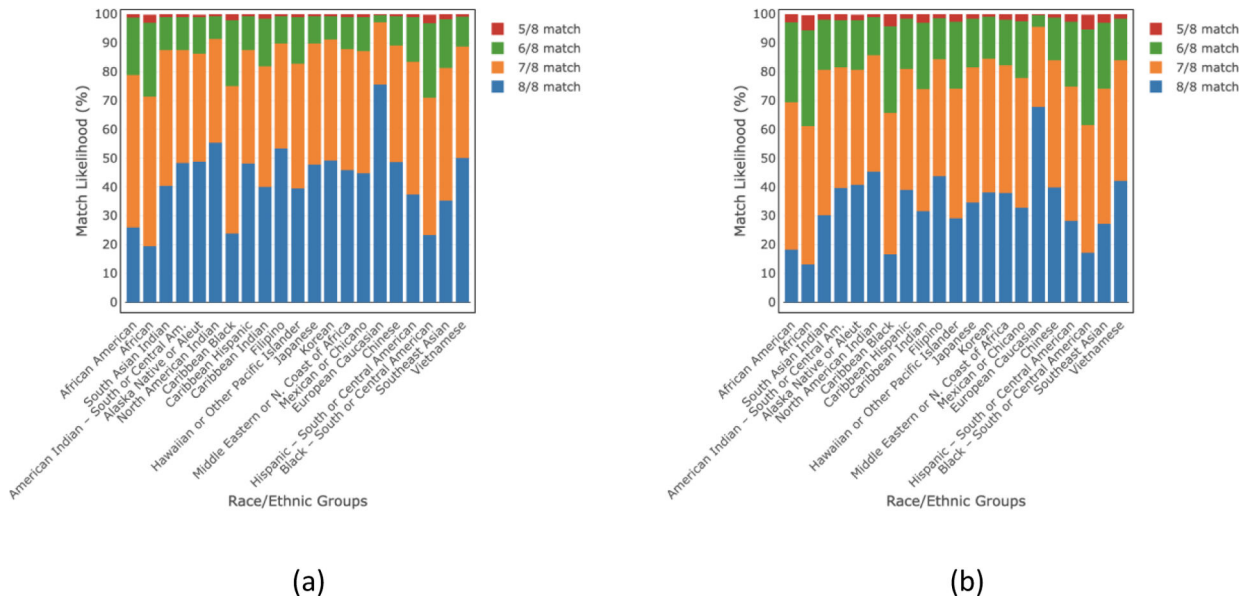 100
90
80
70
60
50
40
30
20
10
0
Match Likelihood (%)
5/8 match
6/8 match
7/8 match
8/8 match
African American
African
South Asian Indian
American Indian – South or Central Am.
Alaska Native or Aleut
North American Indian
Caribbean Black
Caribbean Hispanic
Caribbean Indian
Filipino
Hawaiian or Other Pacific Islander
Japanese
Korean
Middle Eastern or N. Coast of Africa
Mexican or Chicano
European Caucasian
Chinese
Hispanic – South or Central American
Black – South or Central American
Southeast Asian
Vietnamese
Race/Ethnic Groups
(a)
100
90
80
70
60
50
40
30
20
10
0
Match Likelihood (%)
5/8 match
6/8 match
7/8 match
8/8 match
African American
African
South Asian Indian
American Indian – South or Central Am.
Alaska Native or Aleut
North American Indian
Caribbean Black
Caribbean Hispanic
Caribbean Indian
Filipino
Hawaiian or Other Pacific Islander
Japanese
Korean
Middle Eastern or N. Coast of Africa
Mexican or Chicano
European Caucasian
Chinese
Hispanic – South or Central American
Black – South or Central American
Southeast Asian
Vietnamese
Race/Ethnic Groups
(b)